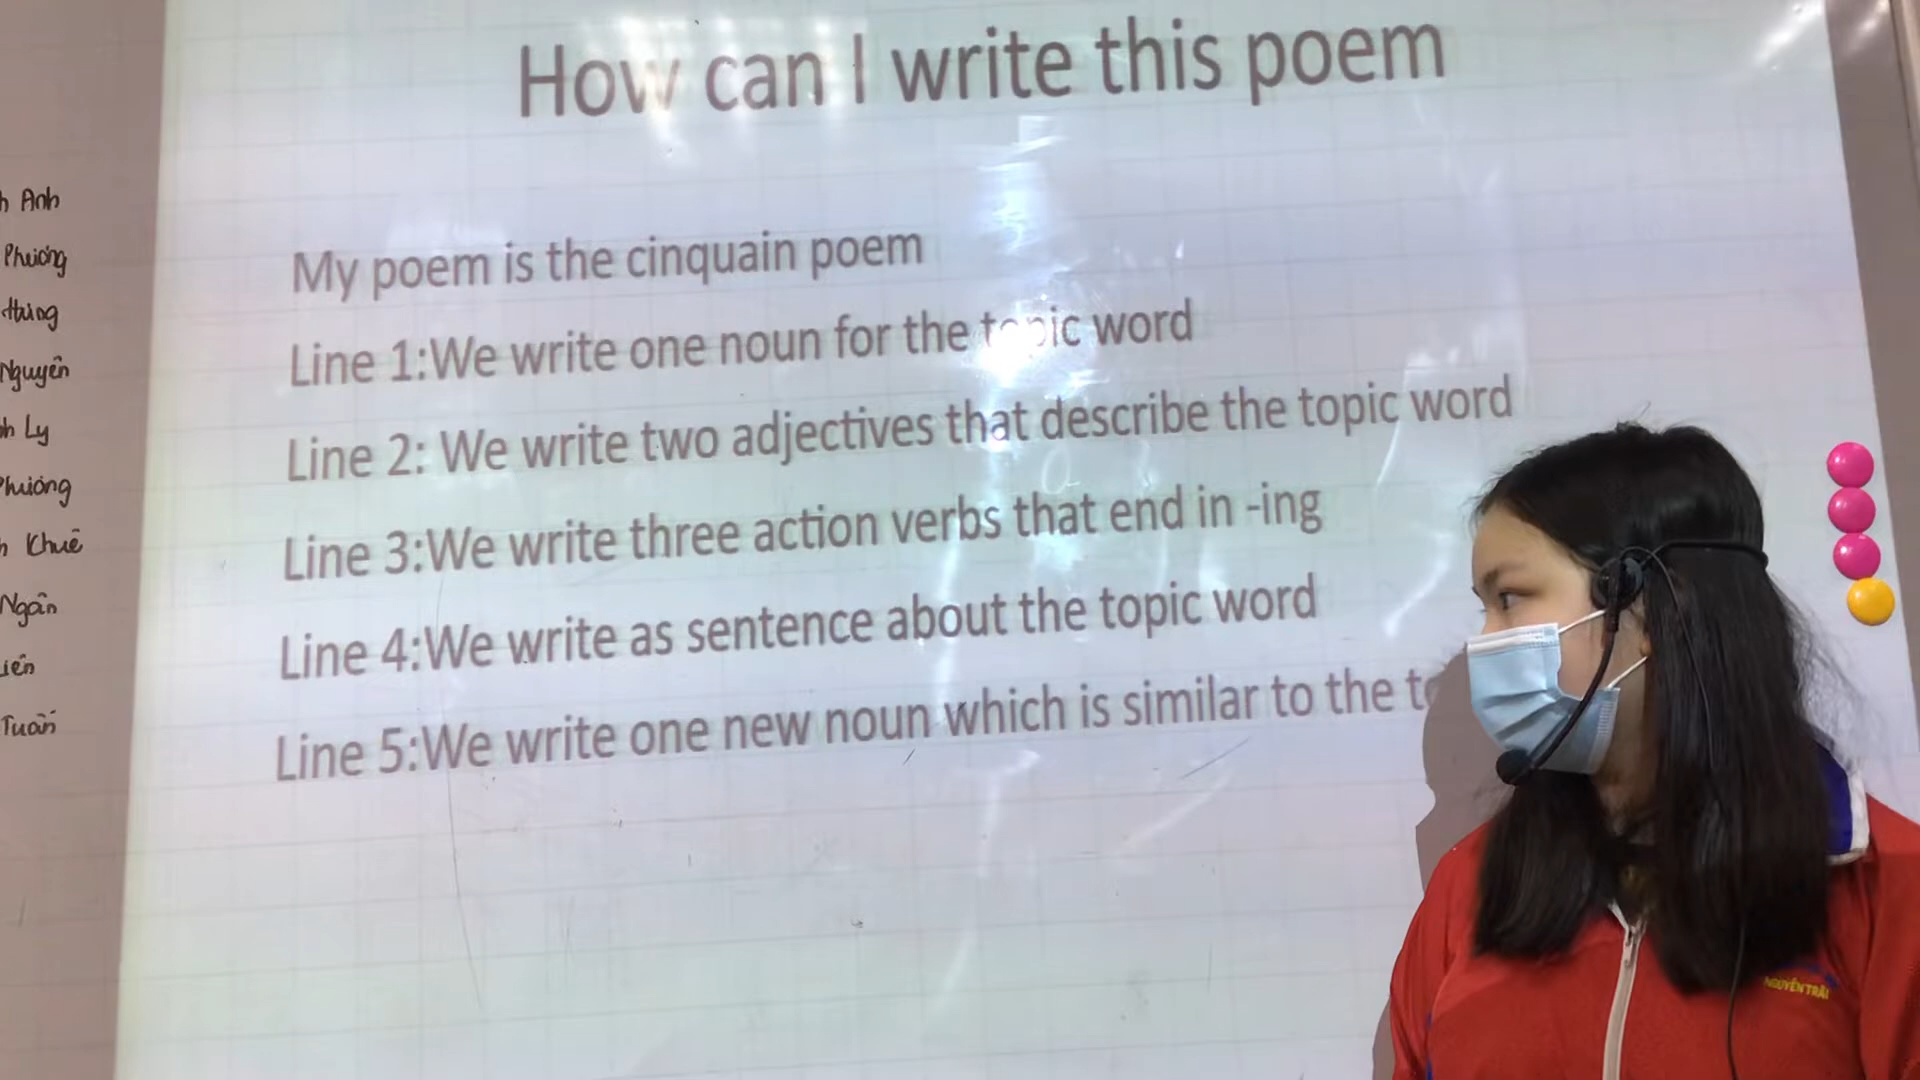 How can I write this poem
My poem is the cinquain poem
Line 1:We write one noun for the topic word
Line 2: We write two adjectives that describe the topic word
Line 3:We write three action verbs that end in -ing
Line 4:We write as sentence about the topic word
Line 5:We write one new noun which is similar to the
Anh
Phương
Hùng
Nguyên
Ly
Phương
Khuê
Ngân
Tuấn
NGUYỄN TRÃI